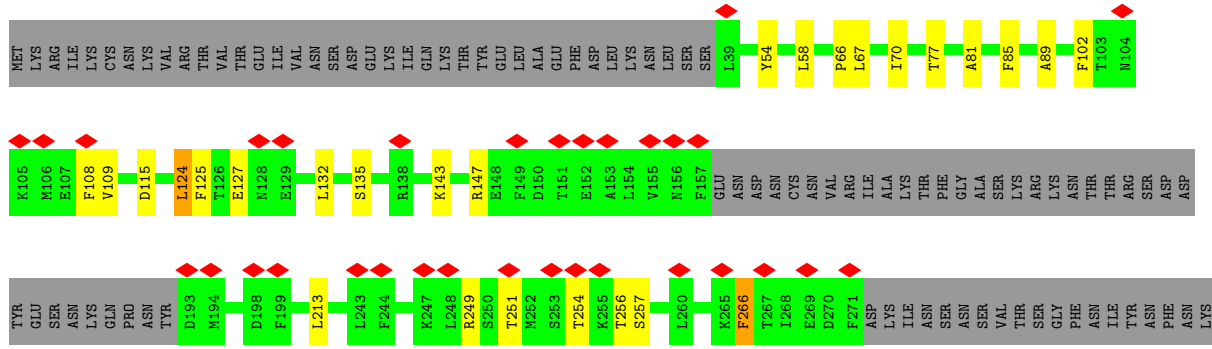 MET LYS ARG ILE LYS CYS ASN LYS VAL ARG THR VAL THR GLU ILE VAL ASN SER ASP GLU LYS ILE GLN LYS THR TYR GLU LEU ALA GLU PHE ASP LEU LYS ASN LEU SER SER L39 Y54 L58 P66 L67 I70 T77 A81 F85 A89 F102 T103 N104
K105 M106 E107 F108 V109 D115 L124 F125 T126 E127 N128 E129 L132 S135 R138 K143 R147 E148 F149 D150 T151 E152 A153 L154 V155 N156 F157 GLU ASN ASP ASN CYS ASN VAL ARG ILE ALA LYS THR PHE GLY ALA SER LYS ARG LYS ASN THR THR ARG SER ASP ASP
TYR GLU SER ASN LYS GLN PRO ASN TYR D193 M194 D198 F199 L213 L243 F244 K247 L248 R249 S250 T251 M252 S253 T254 K255 T256 S257 L260 K265 F266 T267 I268 E269 D270 F271 ASP LYS ILE ASN SER ASN SER VAL THR SER GLY PHE ASN ILE TYR ASN PHE ASN LYS